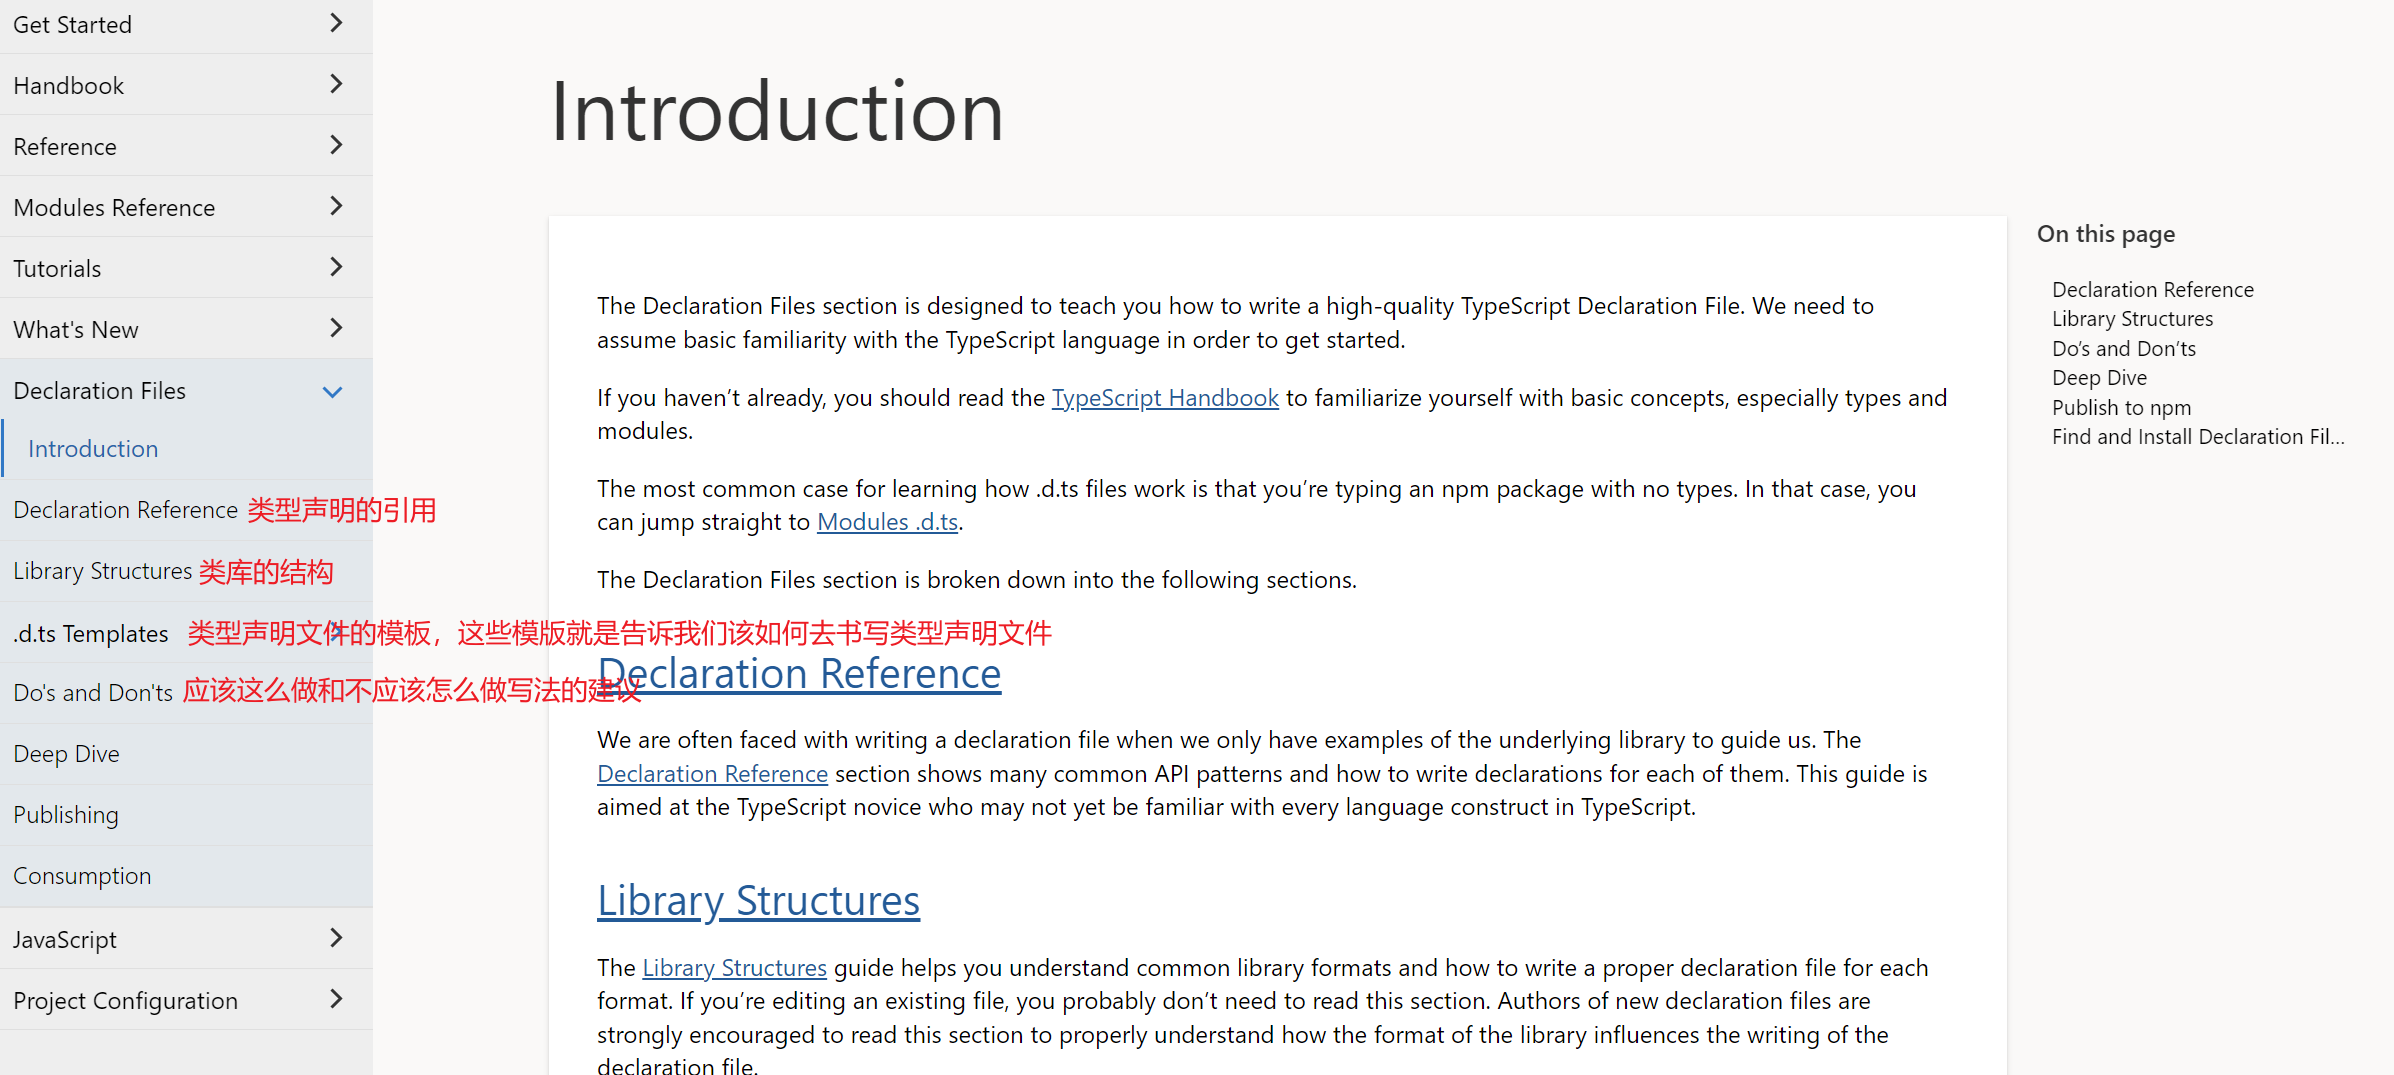 Get Started
Handbook
Reference
Modules Reference
Tutorials
What's New
Declaration Files
Introduction
Declaration Reference 类型声明的引用
Library Structures 类库的结构
.d.ts Templates 类型声明文件的模板，这些模版就是告诉我们该如何去书写类型声明文件
Do's and Don'ts 应该这么做和不应该怎么做写法的建议
Deep Dive
Publishing
Consumption
JavaScript
Project Configuration
Introduction
The Declaration Files section is designed to teach you how to write a high-quality TypeScript Declaration File. We need to
assume basic familiarity with the TypeScript language in order to get started.
If you haven’t already, you should read the TypeScript Handbook to familiarize yourself with basic concepts, especially types and
modules.
The most common case for learning how .d.ts files work is that you’re typing an npm package with no types. In that case, you
can jump straight to Modules .d.ts.
The Declaration Files section is broken down into the following sections.
Declaration Reference
We are often faced with writing a declaration file when we only have examples of the underlying library to guide us. The
Declaration Reference section shows many common API patterns and how to write declarations for each of them. This guide is
aimed at the TypeScript novice who may not yet be familiar with every language construct in TypeScript.
Library Structures
The Library Structures guide helps you understand common library formats and how to write a proper declaration file for each
format. If you’re editing an existing file, you probably don’t need to read this section. Authors of new declaration files are
strongly encouraged to read this section to properly understand how the format of the library influences the writing of the
declaration file.
On this page
Declaration Reference
Library Structures
Do’s and Don’ts
Deep Dive
Publish to npm
Find and Install Declaration Fil...